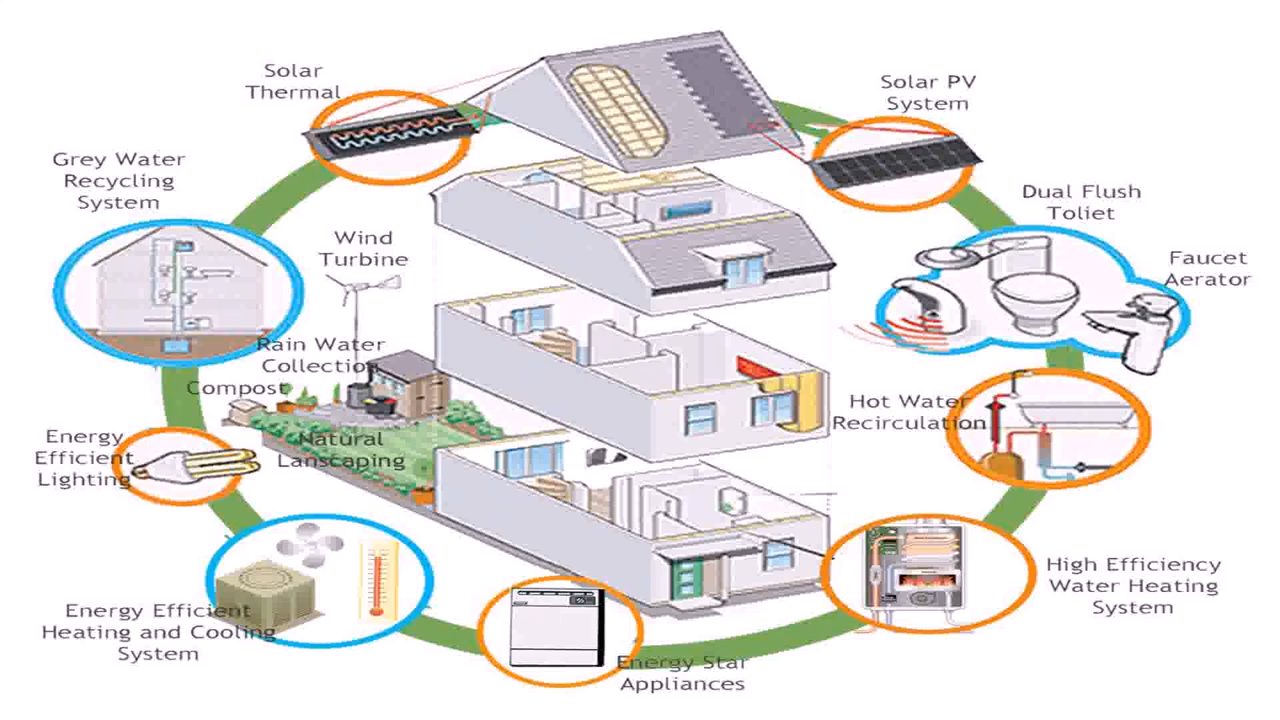 Solar
Thermal
Solar PV
System
Grey Water
Recycling
System
Dual Flush
Toliet
Wind
Turbine
Faucet
Aerator
Rain Water
Collection
Compost
Hot Water
Recirculation
Natural
Lanscaping
Energy
Efficient
Lighting
High Efficiency
Water Heating
System
Energy Efficient
Heating and Cooling
System
Energy Star
Appliances